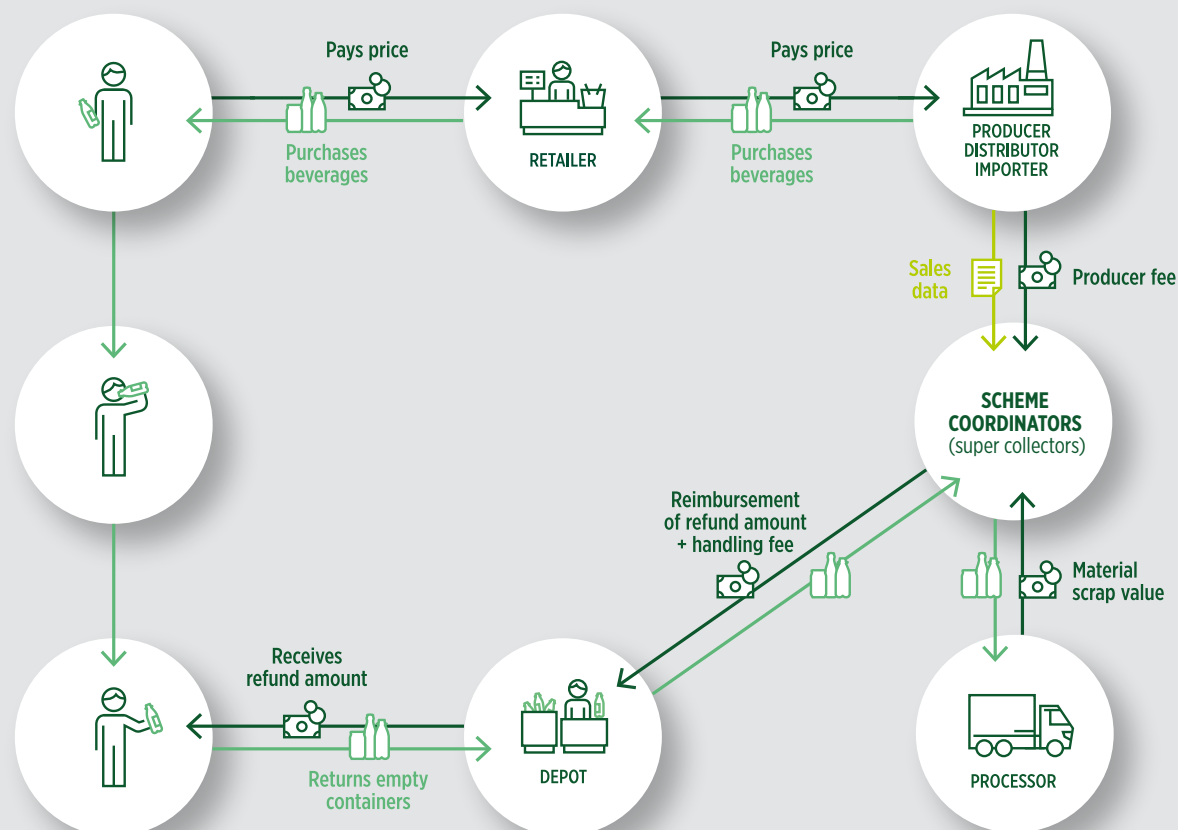 Pays price
Purchases
beverages
RETAILER
Pays price
Purchases
beverages
PRODUCER
DISTRIBUTOR
IMPORTER
Sales
data
Producer fee
SCHEME
COORDINATORS
(super collectors)
Reimbursement
of refund amount
+ handling fee
Material
scrap value
Receives
refund amount
Returns empty
containers
DEPOT
PROCESSOR